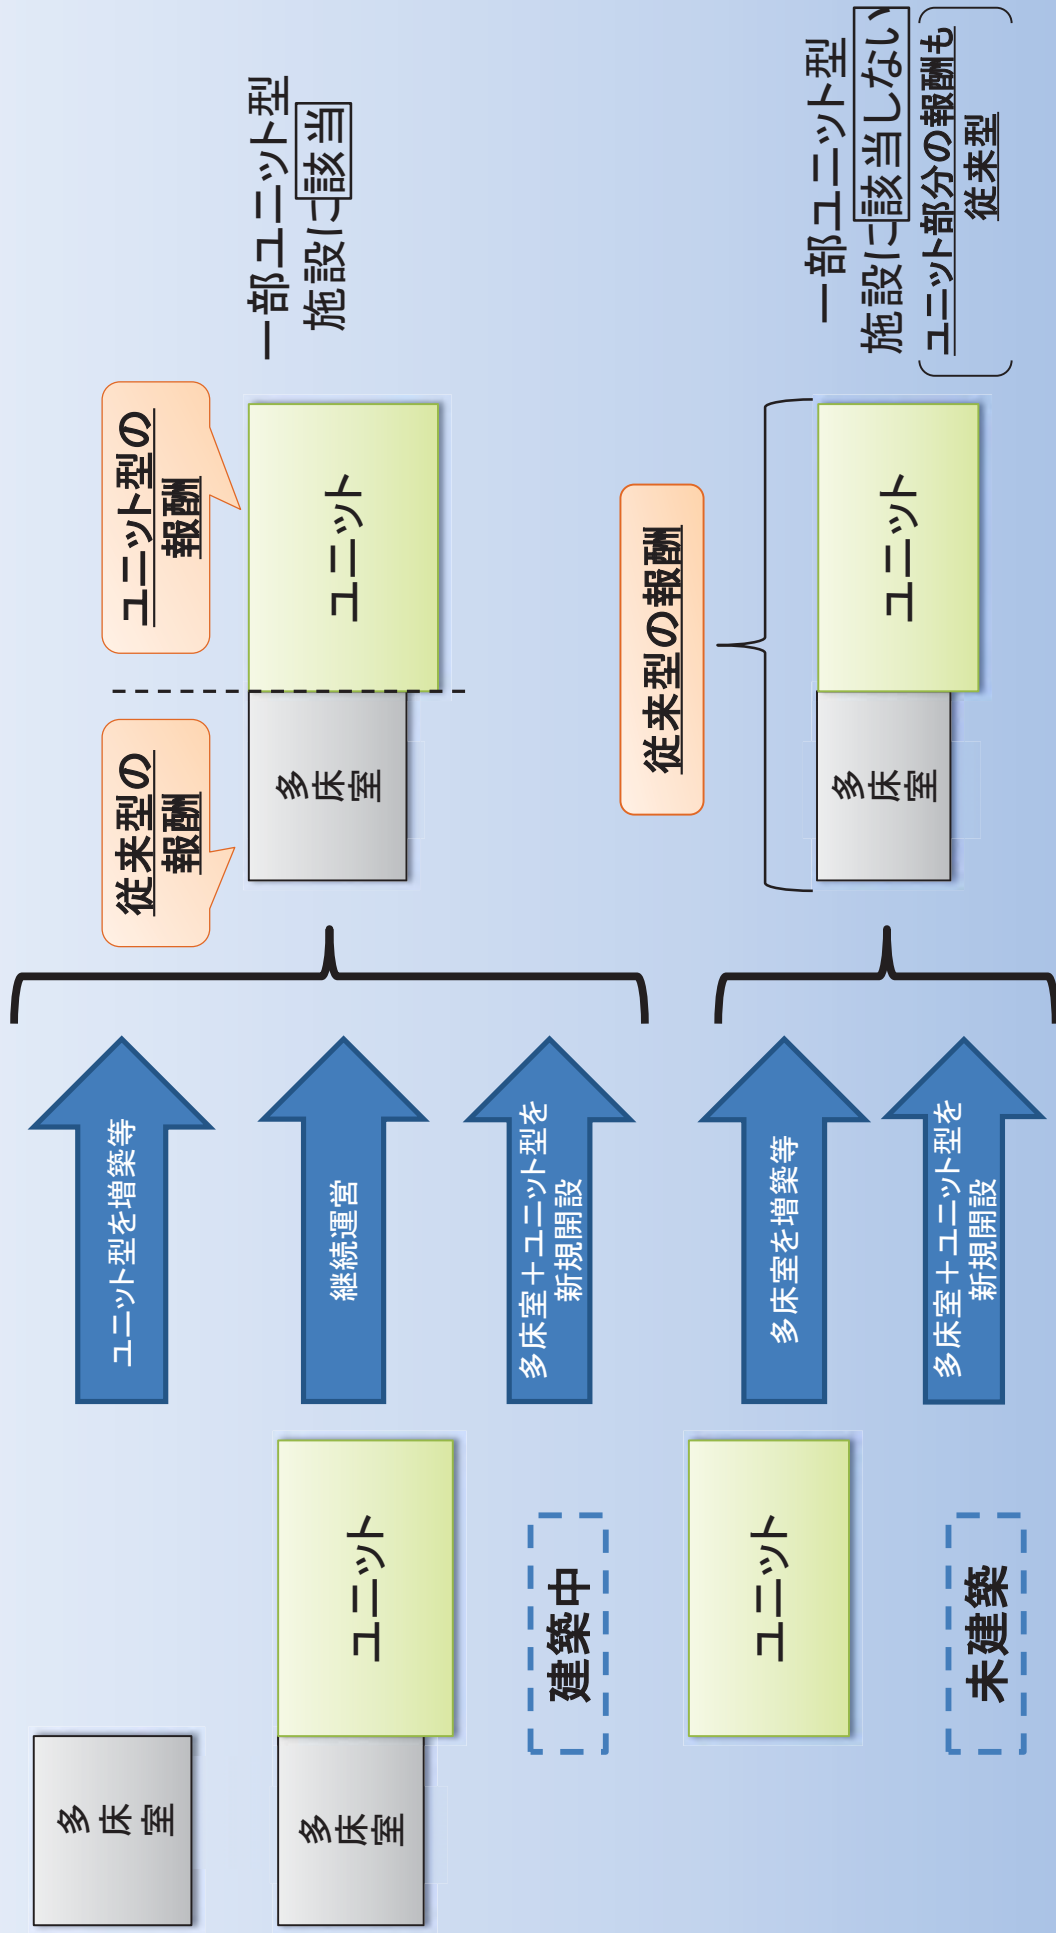 多
床
室
ユニット型を増築等
従来型の
報酬
ユニット型の
報酬
多
床
室
ユニット
継続運営
多
床
室
ユニット
一部ユニット型
施設に該当
建築中
多床室＋ユニット型を
新規開設
ユニット
多床室を増築等
従来型の報酬
多
床
室
ユニット
一部ユニット型
施設に該当しない
ユニット部分の報酬も
従来型
未建築
多床室＋ユニット型を
新規開設